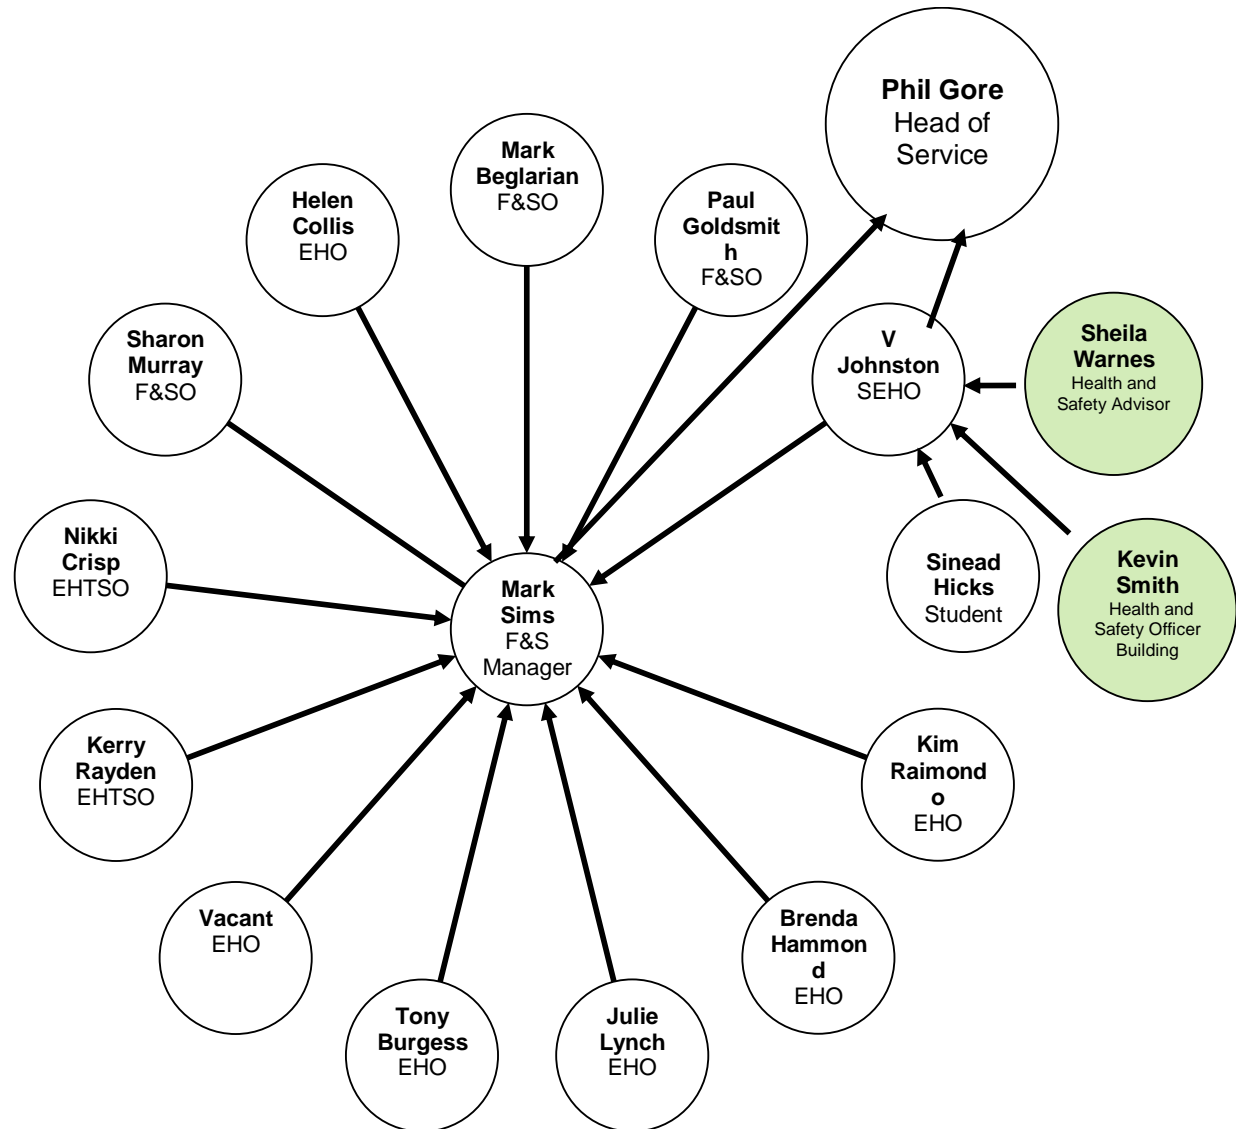 Phil Gore
Head of
Service
Mark
Beglarian
F&SO
Helen
Collis
EHO
Paul
Goldsmit
h
F&SO
Sharon
Murray
F&SO
V
Johnston
SEHO
Sheila
Warnes
Health and
Safety Advisor
Nikki
Crisp
EHTSO
Mark
Sims
F&S
Manager
Sinead
Hicks
Student
Kevin
Smith
Health and
Safety Officer
Building
Kerry
Rayden
EHTSO
Kim
Raimond
o
EHO
Vacant
EHO
Brenda
Hammon
d
EHO
Tony
Burgess
EHO
Julie
Lynch
EHO